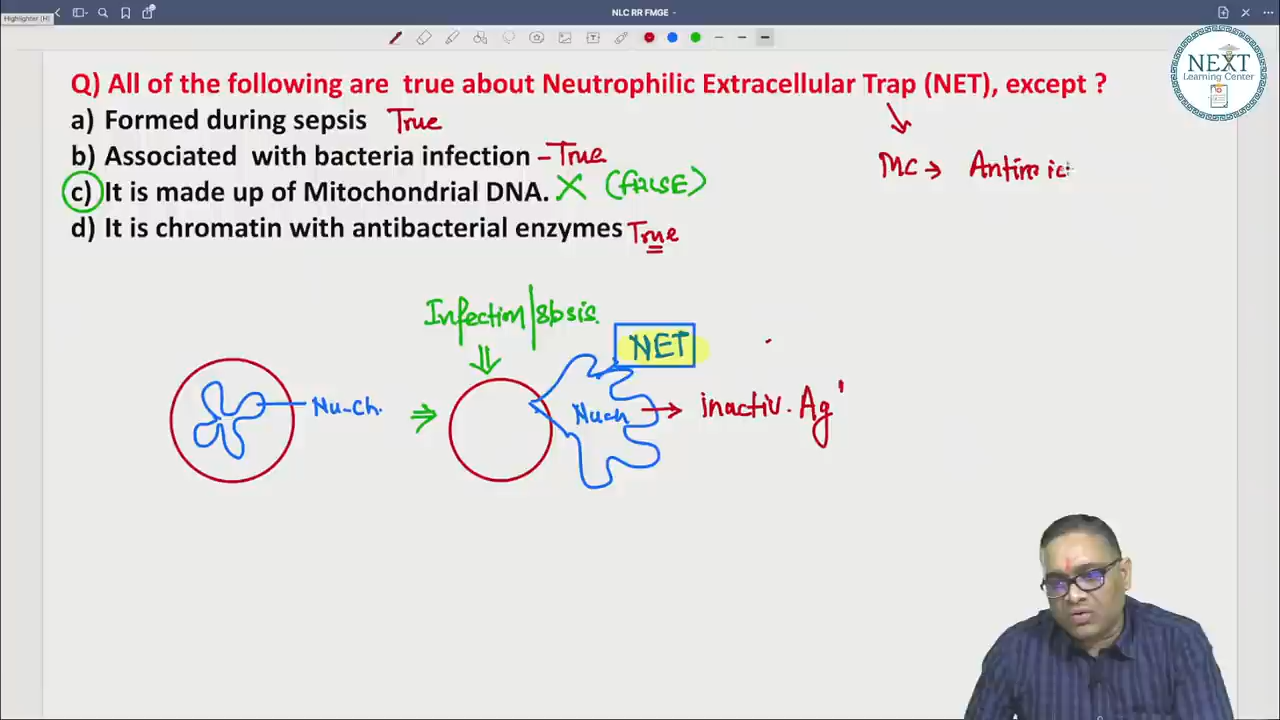 Highlighter (H)
NLC RR FMGE
NEXT
Learning Center
Q) All of the following are true about Neutrophilic Extracellular Trap (NET), except ?
a) Formed during sepsis True
b) Associated with bacteria infection - True
c) It is made up of Mitochondrial DNA. X (FALSE)
d) It is chromatin with antibacterial enzymes True
MC → Antimic
Infection/sbsis.
NET
Nu-ch.
Nuch
inactiv. Ag'